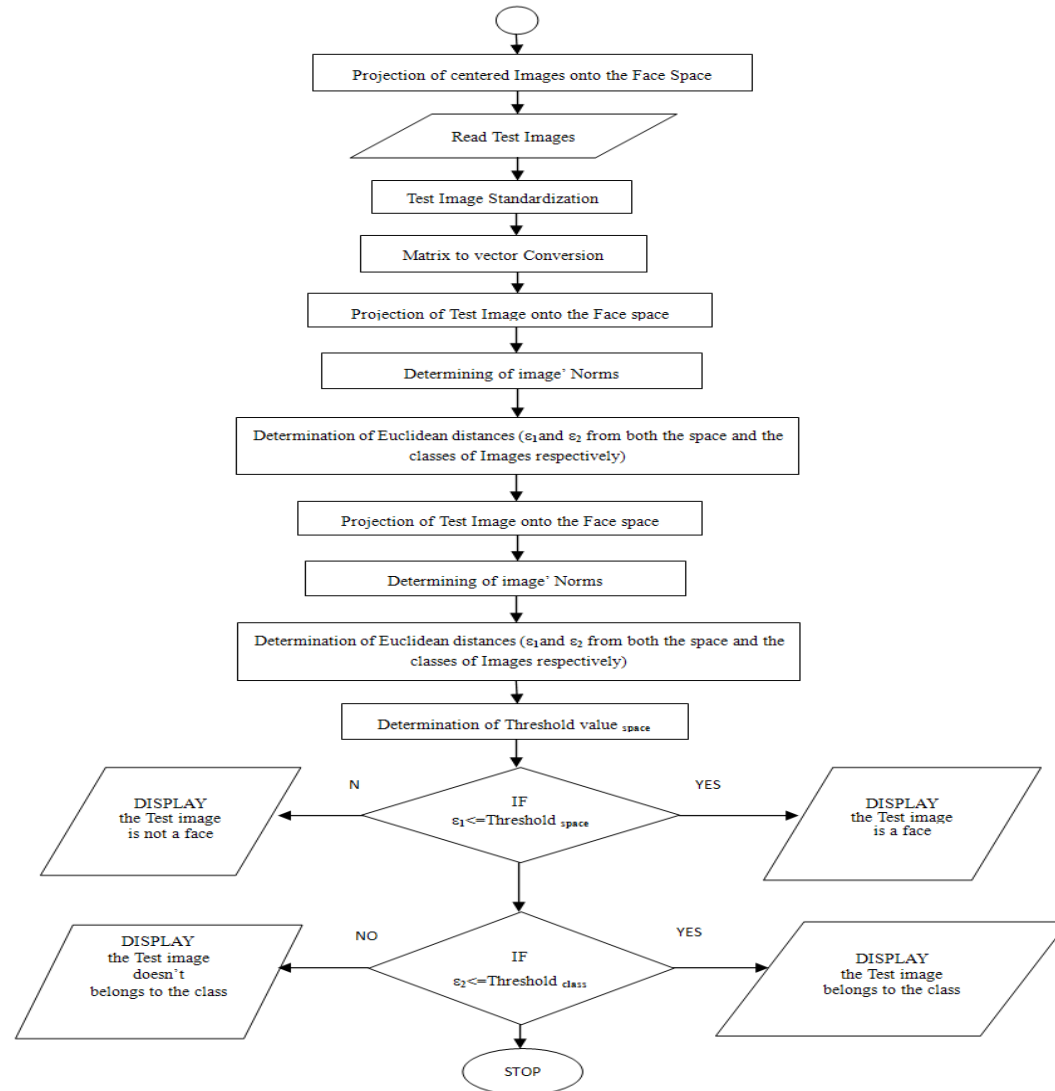 Projection of centered Images onto the Face Space
Read Test Images
Test Image Standardization
Matrix to vector Conversion
Projection of Test Image onto the Face space
Determining of image' Norms
Determination of Euclidean distances (ε₁and ε₂ from both the space and the
classes of Images respectively)
Projection of Test Image onto the Face space
Determining of image' Norms
Determination of Euclidean distances (ε₁and ε₂ from both the space and the
classes of Images respectively)
Determination of Threshold value space
N
YES
DISPLAY
the Test image
is not a face
IF
ε₁<=Threshold space
DISPLAY
the Test image
is a face
NO
YES
DISPLAY
the Test image
doesn't
belongs to the class
IF
ε₂<=Threshold class
DISPLAY
the Test image
belongs to the class
STOP